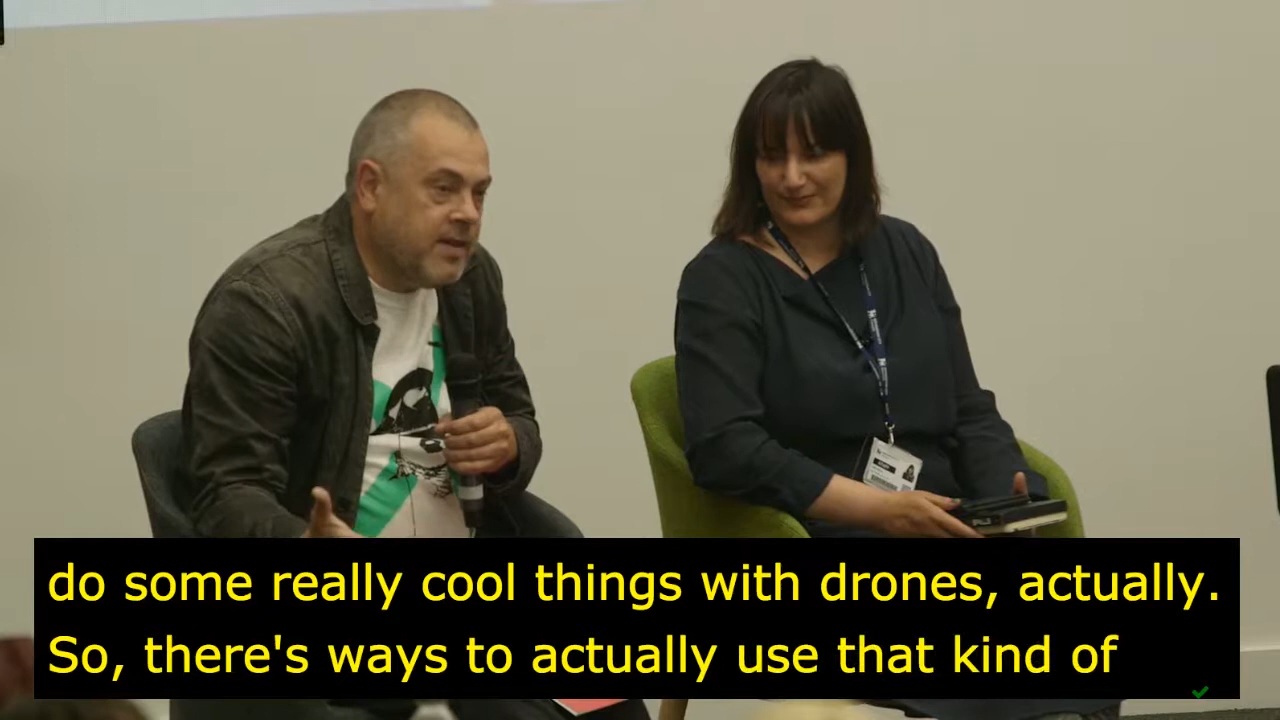 do some really cool things with drones, actually.
So, there's ways to actually use that kind of